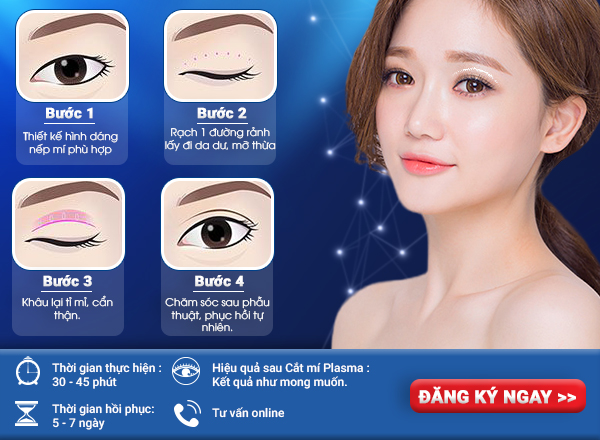 Bước 1
Thiết kế hình dáng
nếp mí phù hợp
Bước 2
Rạch 1 đường rảnh
lấy đi da dư, mỡ thừa
Bước 3
Khâu lại tỉ mỉ, cẩn
thận.
Bước 4
Chăm sóc sau phẫu
thuật, phục hồi tự
nhiên.
Thời gian thực hiện :
30 - 45 phút
Hiệu quả sau Cắt mí Plasma :
Kết quả như mong muốn.
Thời gian hồi phục:
5 - 7 ngày
Tư vấn online
ĐĂNG KÝ NGAY >>